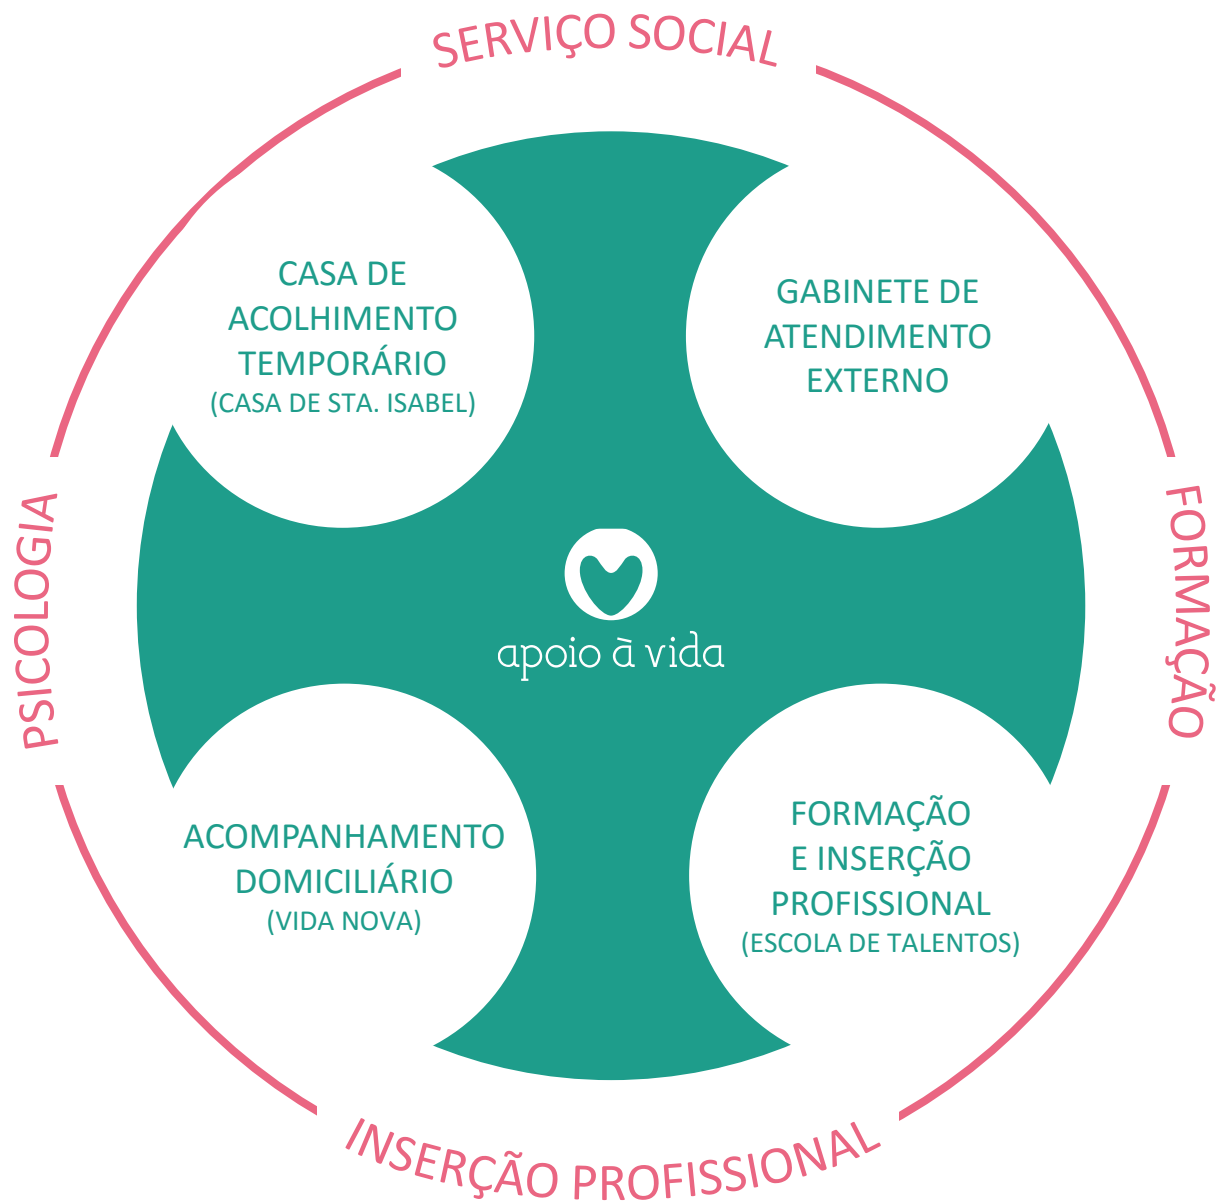 SERVIÇO SOCIAL
CASA DE
ACOLHIMENTO
TEMPORÁRIO
(CASA DE STA. ISABEL)
GABINETE DE
ATENDIMENTO
EXTERNO
PSICOLOGIA
FORMAÇÃO
apoio à vida
ACOMPANHAMENTO
DOMICILIÁRIO
(VIDA NOVA)
FORMAÇÃO
E INSERÇÃO
PROFISSIONAL
(ESCOLA DE TALENTOS)
INSERÇÃO PROFISSIONAL